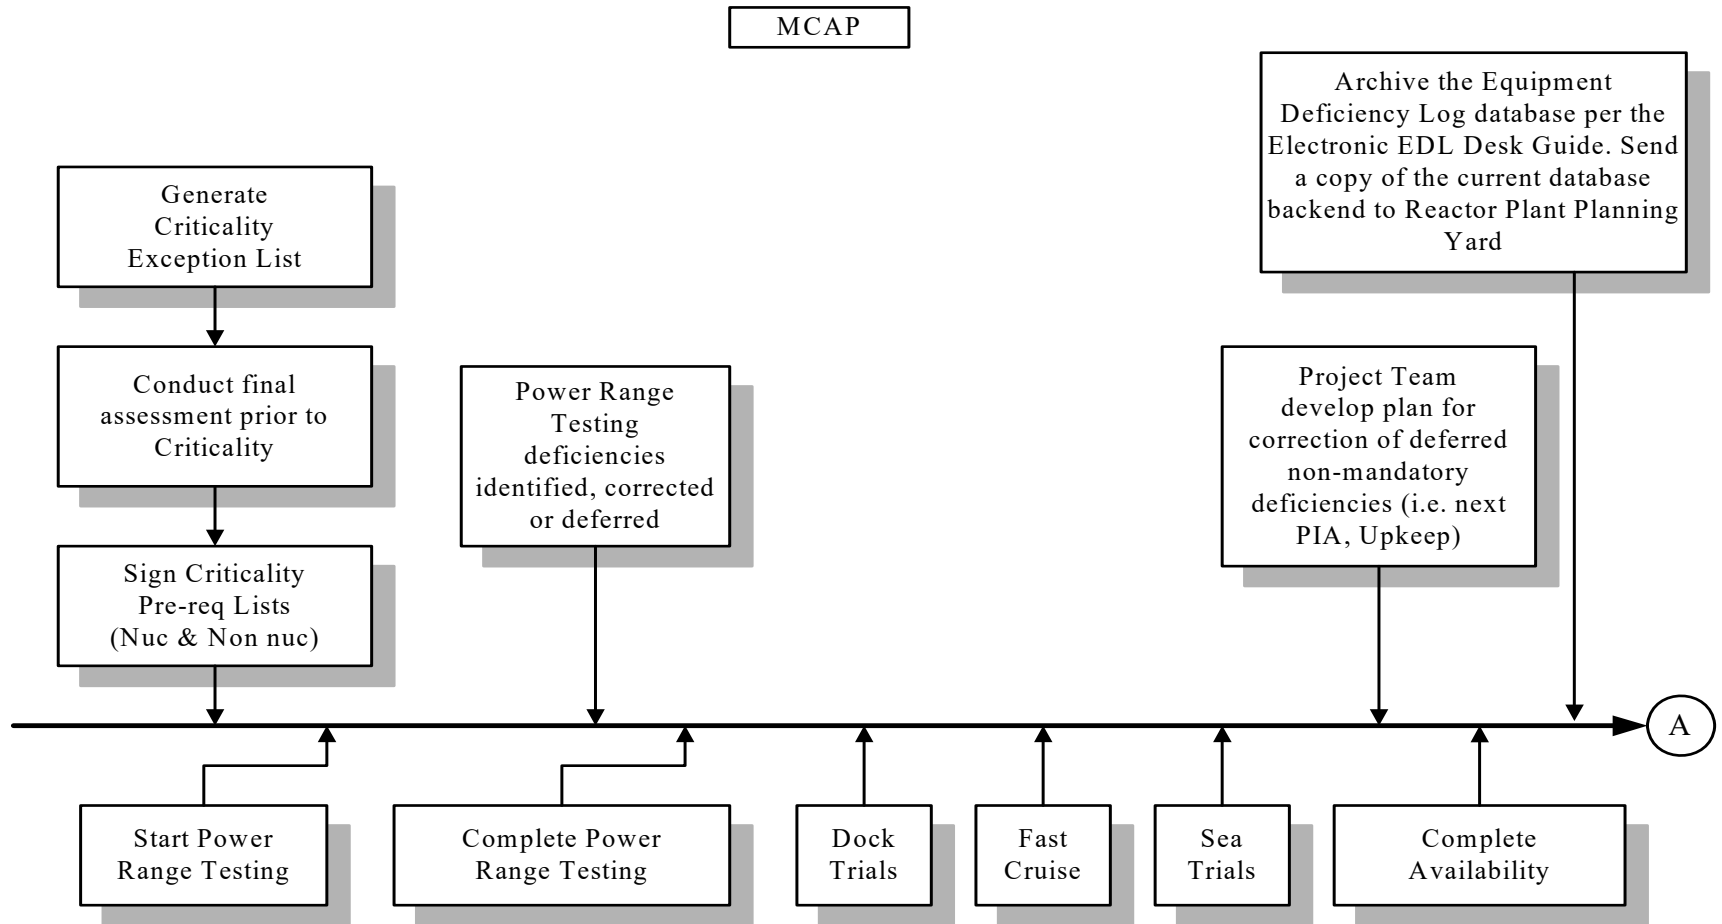 MCAP
Archive the Equipment
Deficiency Log database per the
Electronic EDL Desk Guide. Send
a copy of the current database
backend to Reactor Plant Planning
Yard
Generate
Criticality
Exception List
Conduct final
assessment prior to
Criticality
Sign Criticality
Pre-req Lists
(Nuc & Non nuc)
Power Range
Testing
deficiencies
identified, corrected
or deferred
Project Team
develop plan for
correction of deferred
non-mandatory
deficiencies (i.e. next
PIA, Upkeep)
A
Start Power
Range Testing
Complete Power
Range Testing
Dock
Trials
Fast
Cruise
Sea
Trials
Complete
Availability